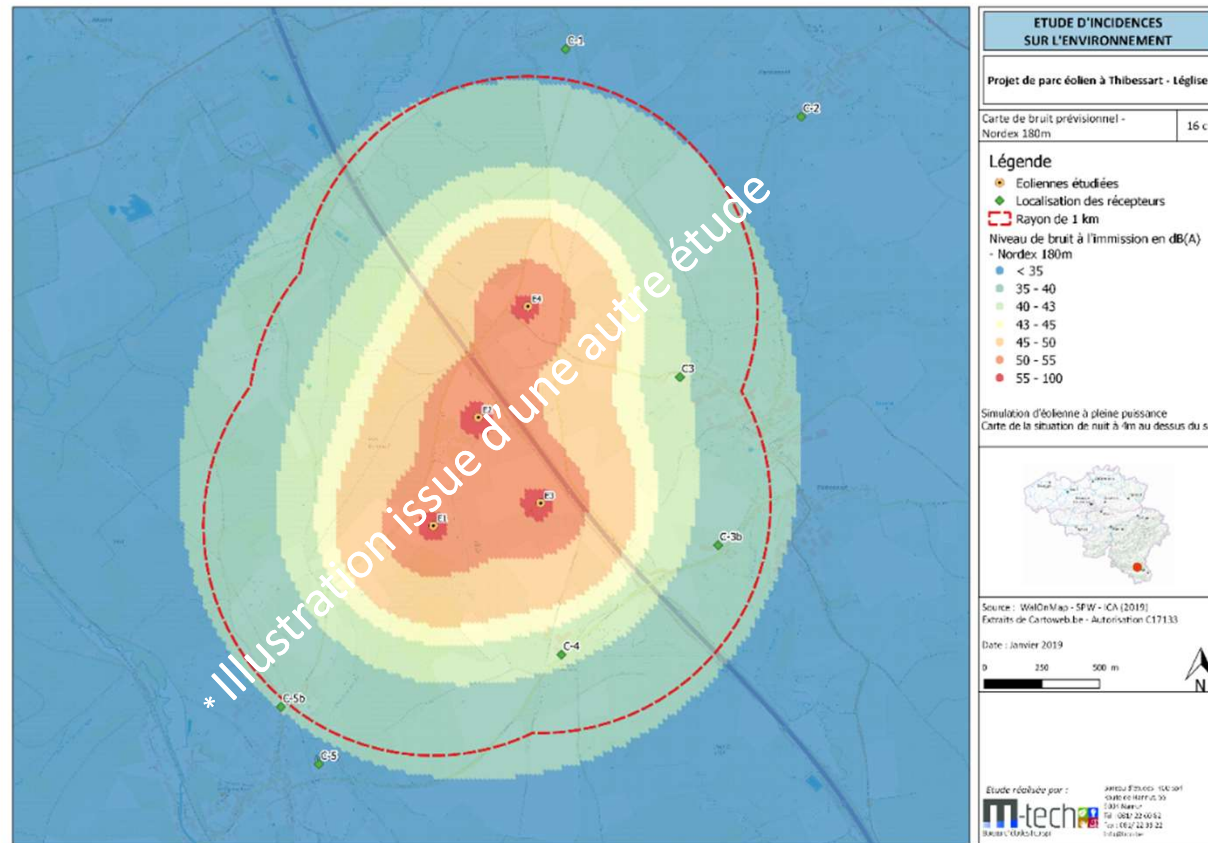 C-1
C-2
E4
C3
E2
E3
E1
C-3b
C-4
C-5b
C-5
* Illustration issue d'une autre étude
ETUDE D'INCIDENCES
SUR L'ENVIRONNEMENT
Projet de parc éolien à Thibessart - Léglise
Carte de bruit prévisionnel -
Nordex 180m
16 c
Légende
Eoliennes étudiées
Localisation des récepteurs
Rayon de 1 km
Niveau de bruit à l'immission en dB(A)
- Nordex 180m
< 35
35 - 40
40 - 43
43 - 45
45 - 50
50 - 55
55 - 100
Simulation d'éolienne à pleine puissance
Carte de la situation de nuit à 4m au dessus du s
Source : WalOnMap - SPW - ICA (2019)
Extraits de Cartoweb.be - Autorisation C17133
Date : Janvier 2019
0 250 500 m
N
Etude réalisée par :
m-tech